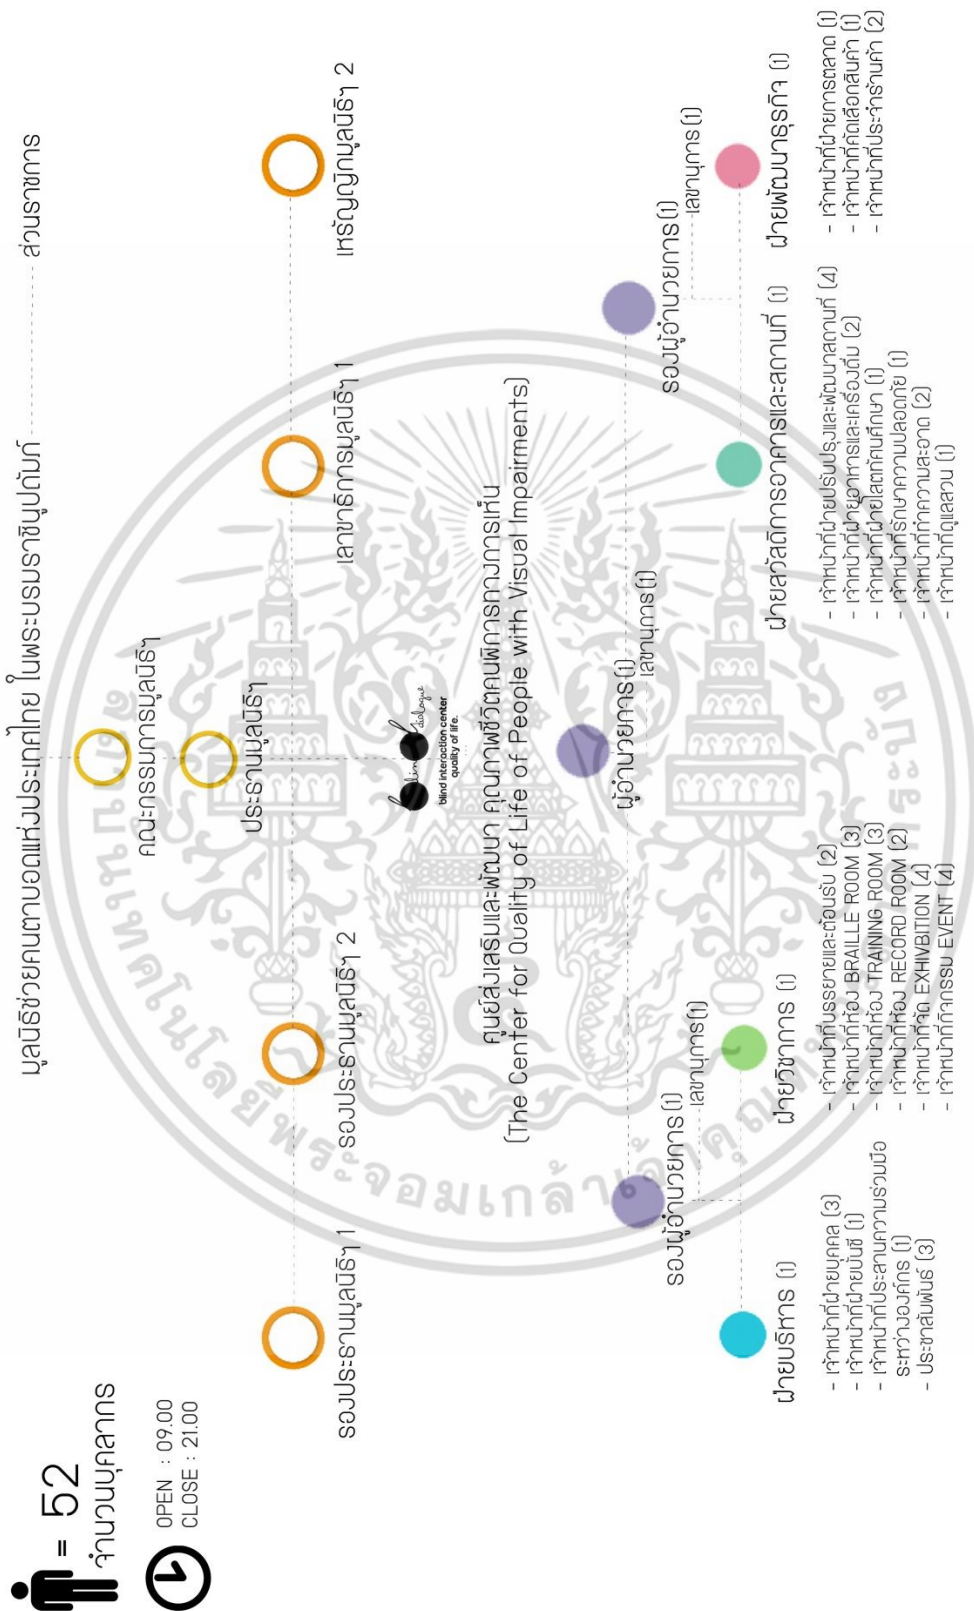 = 52
จำนวนบุคลากร
OPEN : 09.00
CLOSE : 21.00
มูลนิธิช่วยคนตาบอดแห่งประเทศไทย ในพระบรมราชินูปถัมภ์
ส่วนราชการ
คณะกรรมการมูลนิธิฯ
ประธานมูลนิธิฯ
รองประธานมูลนิธิฯ 1
รองประธานมูลนิธิฯ 2
เลขาธิการมูลนิธิฯ 1
เหรัญญิกมูลนิธิฯ 2
dialogue
blind interaction center
quality of life.
ศูนย์ส่งเสริมและพัฒนา คุณภาพชีวิตคนพิการทางการเห็น
(The Center for Quality of Life of People with Visual Impairments)
ผู้อำนวยการ(1)
เลขานุการ(1)
รองผู้อำนวยการ(1)
เลขานุการ(1)
รองผู้อำนวยการ(1)
เลขานุการ(1)
ฝ่ายบริหาร (1)
- เจ้าหน้าที่ฝ่ายบุคคล (3)
- เจ้าหน้าที่ฝ่ายบัญชี (1)
- เจ้าหน้าที่ประสานความร่วมมือ
ระหว่างองค์กร (1)
- ประชาสัมพันธ์ (3)
ฝ่ายวิชาการ (1)
- เจ้าหน้าที่บรรยายและต้อนรับ (2)
- เจ้าหน้าที่ห้อง BRAILLE ROOM (3)
- เจ้าหน้าที่ห้อง TRAINING ROOM (3)
- เจ้าหน้าที่ห้อง RECORD ROOM (2)
- เจ้าหน้าที่จัด EXHIVBITION (4)
- เจ้าหน้าที่กิจกรรม EVENT (4)
ฝ่ายสวัสดิการอาคารและสถานที่ (1)
- เจ้าหน้าที่ฝ่ายปรับปรุงและพัฒนาสถานที่ (4)
- เจ้าหน้าที่ฝ่ายอาหารและเครื่องดื่ม (2)
- เจ้าหน้าที่ฝ่ายโสตทัศนศึกษา (1)
- เจ้าหน้าที่รักษาความปลอดภัย (1)
- เจ้าหน้าที่ทำความสะอาด (2)
- เจ้าหน้าที่ดูแลสวน (1)
ฝ่ายพัฒนาธุรกิจ (1)
- เจ้าหน้าที่ฝ่ายการตลาด (1)
- เจ้าหน้าที่คัดเลือกสินค้า (1)
- เจ้าหน้าที่ประจำร้านค้า (2)